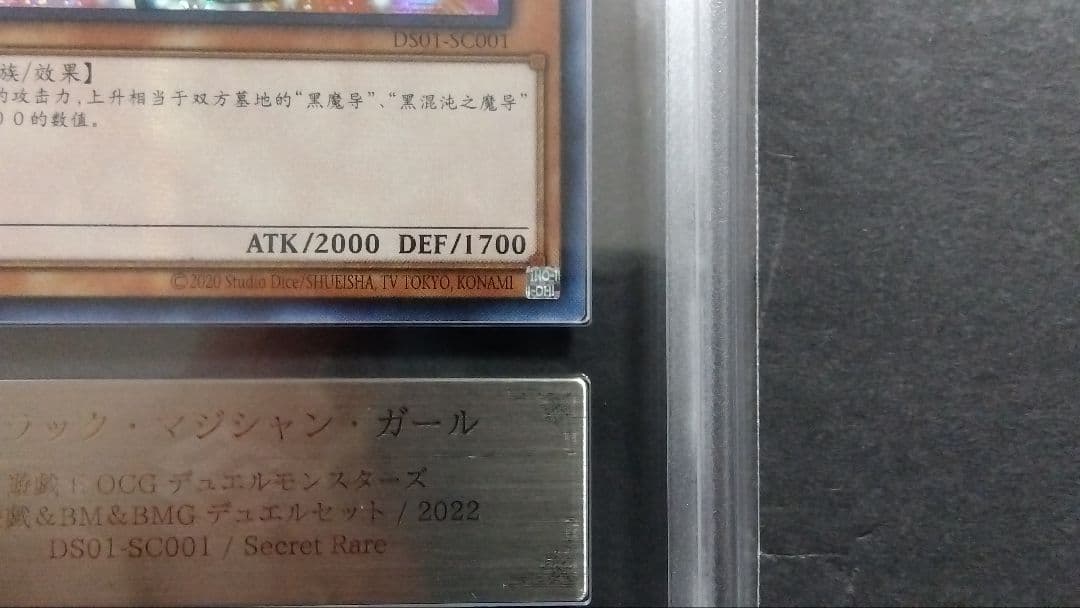 DS01-SC001
族/效果】
的攻击力,上升相当于双方墓地的“黑魔导”、“黑混沌之魔导”
００的数值。
ATK/2000 DEF/1700
©2020 Studio Dice/SHUEISHA, TV TOKYO, KONAMI
ラック・マジシャン・ガール
遊戯王 OCG デュエルモンスターズ
戯&BM&BMG デュエルセット / 2022
DS01-SC001 / Secret Rare